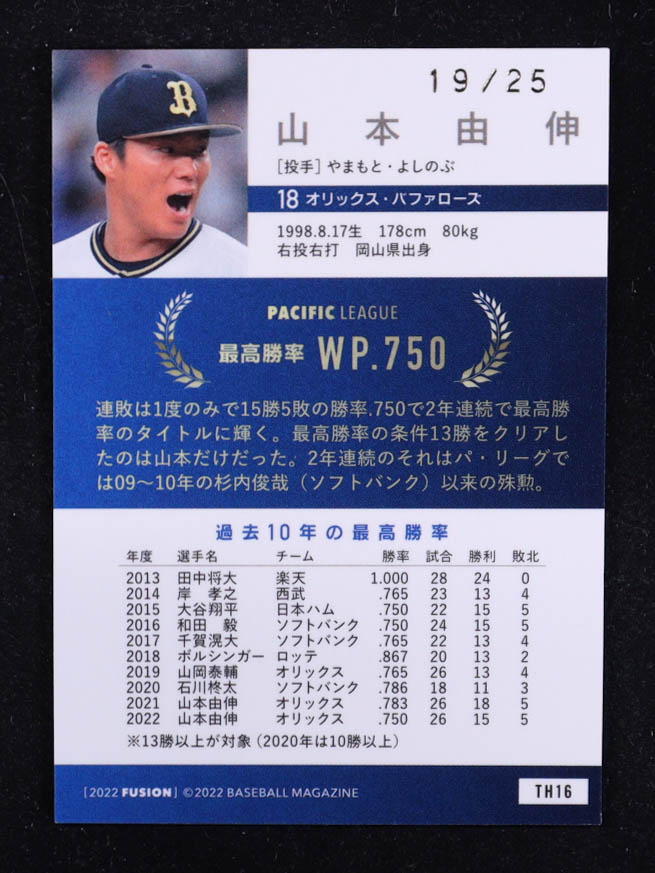 B
19/25
山本由伸
[投手] やまもと・よしのぶ
18 オリックス・バファローズ
1998.8.17生 178cm 80kg
右投右打 岡山県出身
PACIFIC LEAGUE
最高勝率 WP.750
連敗は1度のみで15勝5敗の勝率.750で2年連続で最高勝
率のタイトルに輝く。最高勝率の条件13勝をクリアし
たのは山本だけだった。2年連続のそれはパ・リーグで
は09〜10年の杉内俊哉（ソフトバンク）以来の殊勲。
過去10年の最高勝率
年度 選手名 チーム 勝率 試合 勝利 敗北
2013 田中将大 楽天 1.000 28 24 0
2014 岸 孝之 西武 .765 23 13 4
2015 大谷翔平 日本ハム .750 22 15 5
2016 和田 毅 ソフトバンク .750 24 15 5
2017 千賀滉大 ソフトバンク .765 22 13 4
2018 ボルシンガー ロッテ .867 20 13 2
2019 山岡泰輔 オリックス .765 26 13 4
2020 石川柊太 ソフトバンク .786 18 11 3
2021 山本由伸 オリックス .783 26 18 5
2022 山本由伸 オリックス .750 26 15 5
※13勝以上が対象（2020年は10勝以上）
[2022 FUSION] ©2022 BASEBALL MAGAZINE
TH16